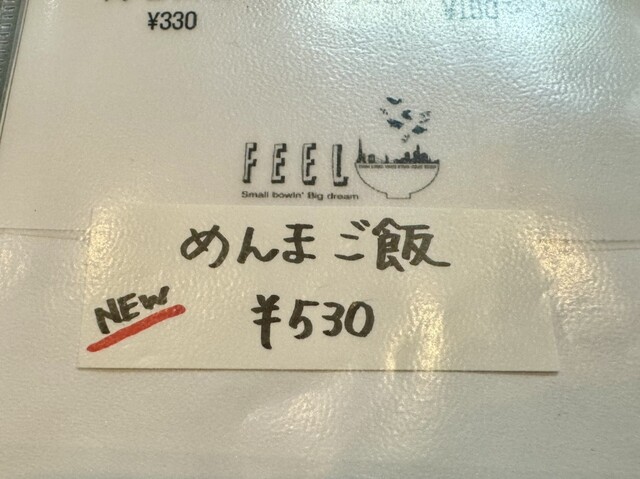 ¥330
FEEL
Small bowlin' Big dream
めんまご飯
NEW
¥530